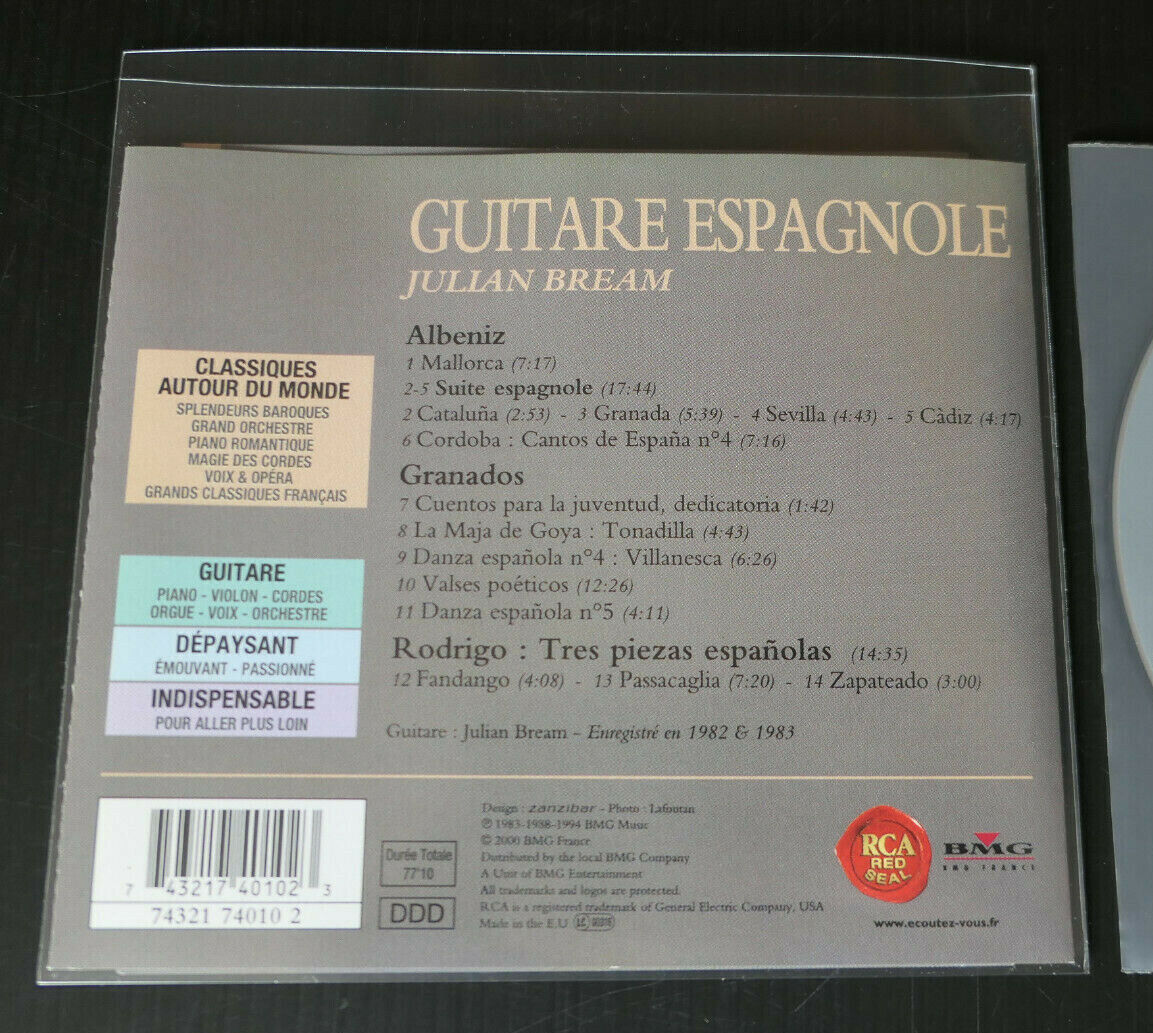 GUITARE ESPAGNOLE
JULIAN BREAM
Albeniz
1 Mallorca (7:17)
2-5 Suite espagnole (17:44)
2 Cataluña (2:53) - 3 Granada (5:39) - 4 Sevilla (4:43) - 5 Càdiz (4:17)
6 Cordoba : Cantos de España n°4 (7:16)
Granados
7 Cuentos para la juventud, dedicatoria (1:42)
8 La Maja de Goya : Tonadilla (4:43)
9 Danza española n°4 : Villanesca (6:26)
10 Valses poéticos (12:26)
11 Danza española n°5 (4:11)
Rodrigo : Tres piezas españolas (14:35)
12 Fandango (4:08) - 13 Passacaglia (7:20) - 14 Zapateado (3:00)
Guitare : Julian Bream – Enregistré en 1982 & 1983
CLASSIQUES
AUTOUR DU MONDE
SPLENDEURS BAROQUES
GRAND ORCHESTRE
PIANO ROMANTIQUE
MAGIE DES CORDES
VOIX & OPÉRA
GRANDS CLASSIQUES FRANÇAIS
GUITARE
PIANO - VIOLON - CORDES
ORGUE - VOIX - ORCHESTRE
DÉPAYSANT
ÉMOUVANT - PASSIONNÉ
INDISPENSABLE
POUR ALLER PLUS LOIN
7 43217 40102 3
74321 74010 2
Durée Totale
77'10
DDD
Design : zanzibar - Photo : Lafoutan
℗ 1983-1988-1994 BMG Music
© 2000 BMG France
Distributed by the local BMG Company
A Unit of BMG Entertainment
All trademarks and logos are protected.
RCA is a registered trademark of General Electric Company, USA
Made in the E.U LC
RCA
RED
SEAL
BMG
BMG FRANCE
www.ecoutez-vous.fr